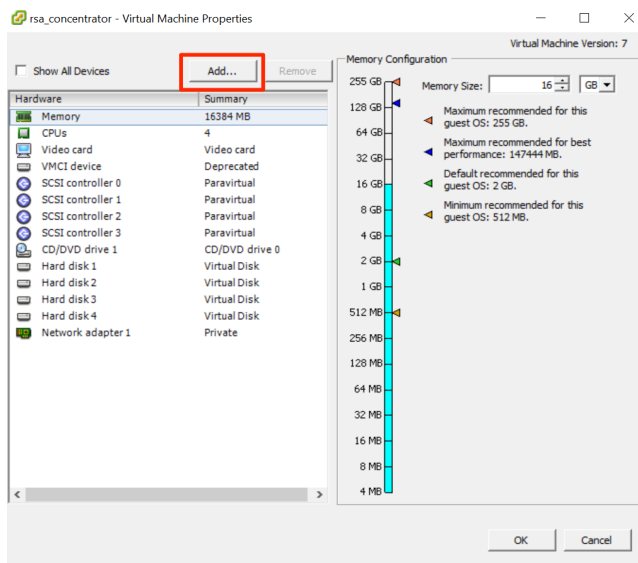 rsa_concentrator - Virtual Machine Properties
Virtual Machine Version: 7
Show All Devices
Add...
Remove
Hardware Summary
Memory 16384 MB
CPUs 4
Video card Video card
VMCI device Deprecated
SCSI controller 0 Paravirtual
SCSI controller 1 Paravirtual
SCSI controller 2 Paravirtual
SCSI controller 3 Paravirtual
CD/DVD drive 1 CD/DVD drive 0
Hard disk 1 Virtual Disk
Hard disk 2 Virtual Disk
Hard disk 3 Virtual Disk
Hard disk 4 Virtual Disk
Network adapter 1 Private
Memory Configuration
255 GB
128 GB
64 GB
32 GB
16 GB
8 GB
4 GB
2 GB
1 GB
512 MB
256 MB
128 MB
64 MB
32 MB
16 MB
8 MB
4 MB
Memory Size: 16 GB
Maximum recommended for this
guest OS: 255 GB.
Maximum recommended for best
performance: 147444 MB.
Default recommended for this
guest OS: 2 GB.
Minimum recommended for this
guest OS: 512 MB.
OK
Cancel